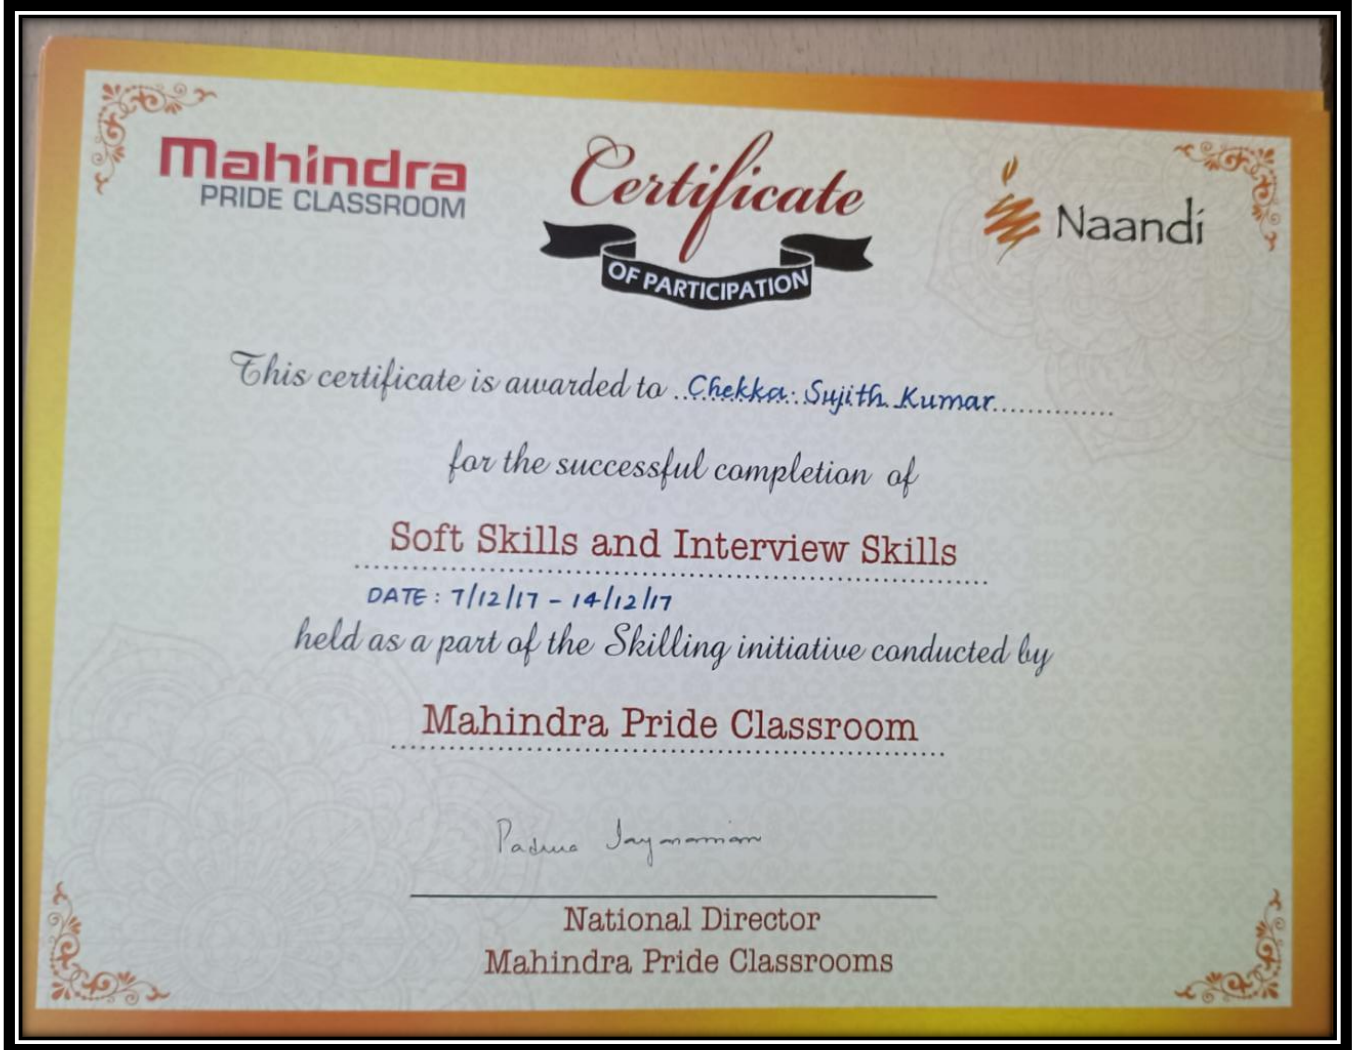 Mahindra
PRIDE CLASSROOM
Certificate
OF PARTICIPATION
Naandi
This certificate is awarded to Chekka. Sujith Kumar
for the successful completion of
Soft Skills and Interview Skills
DATE : 7/12/17 - 14/12/17
held as a part of the Skilling initiative conducted by
Mahindra Pride Classroom
Padma Jaynaman
National Director
Mahindra Pride Classrooms